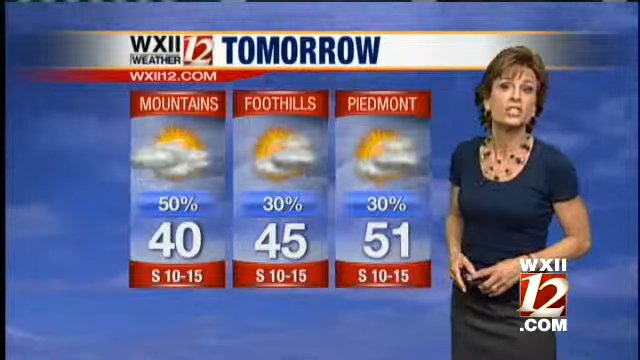 WXII 12 TOMORROW
WEATHER
WXII12.COM
MOUNTAINS FOOTHILLS PIEDMONT
50% 30% 30%
40 45 51
S 10-15 S 10-15 S 10-15
WXII
12
.COM